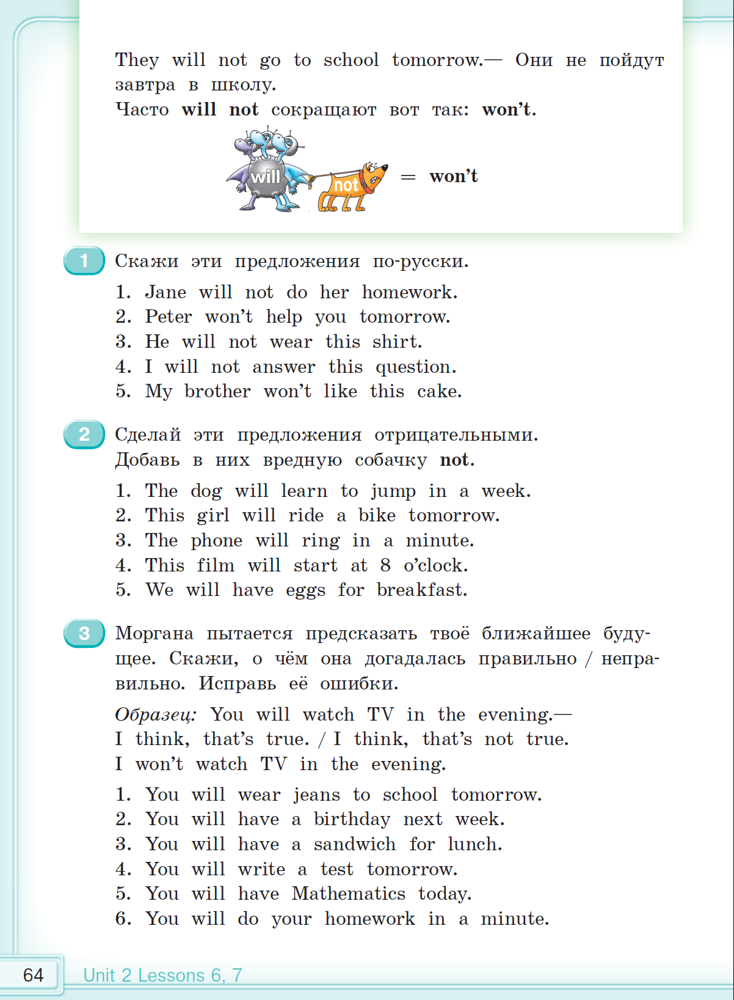 They will not go to school tomorrow.— Они не пойдут
завтра в школу.
Часто will not сокращают вот так: won’t.
will not = won’t
1 Скажи эти предложения по-русски.
1. Jane will not do her homework.
2. Peter won’t help you tomorrow.
3. He will not wear this shirt.
4. I will not answer this question.
5. My brother won’t like this cake.
2 Сделай эти предложения отрицательными.
Добавь в них вредную собачку not.
1. The dog will learn to jump in a week.
2. This girl will ride a bike tomorrow.
3. The phone will ring in a minute.
4. This film will start at 8 o’clock.
5. We will have eggs for breakfast.
3 Моргана пытается предсказать твоё ближайшее буду-
щее. Скажи, о чём она догадалась правильно / непра-
вильно. Исправь её ошибки.
Образец: You will watch TV in the evening.—
I think, that’s true. / I think, that’s not true.
I won’t watch TV in the evening.
1. You will wear jeans to school tomorrow.
2. You will have a birthday next week.
3. You will have a sandwich for lunch.
4. You will write a test tomorrow.
5. You will have Mathematics today.
6. You will do your homework in a minute.
64 Unit 2 Lessons 6, 7